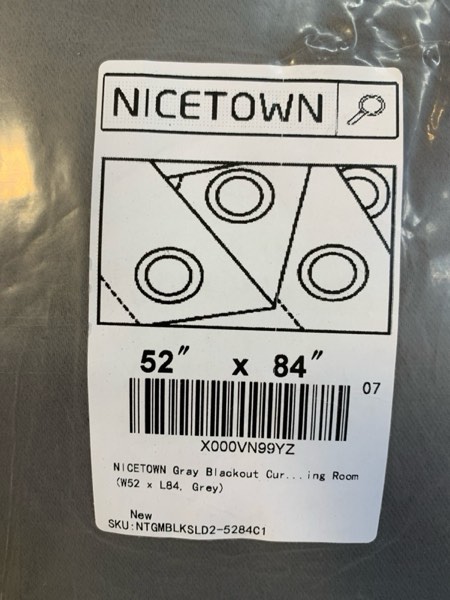 NICETOWN
52" x 84"
07
X000VN99YZ
NICETOWN Gray Blackout Cur...ing Room
(W52 x L84, Grey)
New
SKU:NTGMBLKSLD2-5284C1